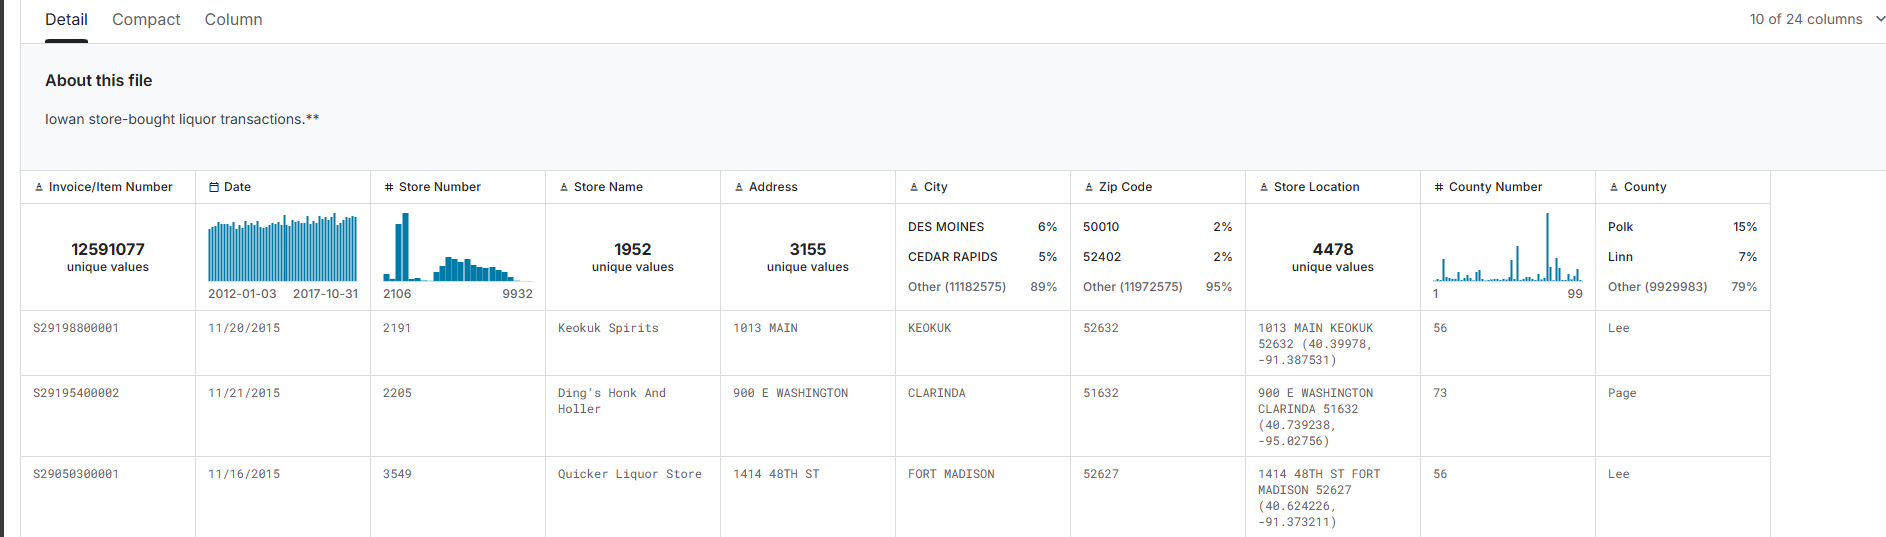 Detail Compact Column 10 of 24 columns
About this file
Iowan store-bought liquor transactions.**
Invoice/Item Number Date # Store Number Store Name Address City Zip Code Store Location # County Number County
12591077
unique values
2012-01-03 2017-10-31
2106 9932
1952
unique values
3155
unique values
DES MOINES 6%
CEDAR RAPIDS 5%
Other (11182575) 89%
50010 2%
52402 2%
Other (11972575) 95%
4478
unique values
1 99
Polk 15%
Linn 7%
Other (9929983) 79%
S29198800001 11/20/2015 2191 Keokuk Spirits 1013 MAIN KEOKUK 52632 1013 MAIN KEOKUK 56 Lee
52632 (40.39978,
-91.387531)
S29195400002 11/21/2015 2205 Ding's Honk And 900 E WASHINGTON CLARINDA 51632 900 E WASHINGTON 73 Page
Holler CLARINDA 51632
(40.739238,
-95.02756)
S29050300001 11/16/2015 3549 Quicker Liquor Store 1414 48TH ST FORT MADISON 52627 1414 48TH ST FORT 56 Lee
MADISON 52627
(40.624226,
-91.373211)